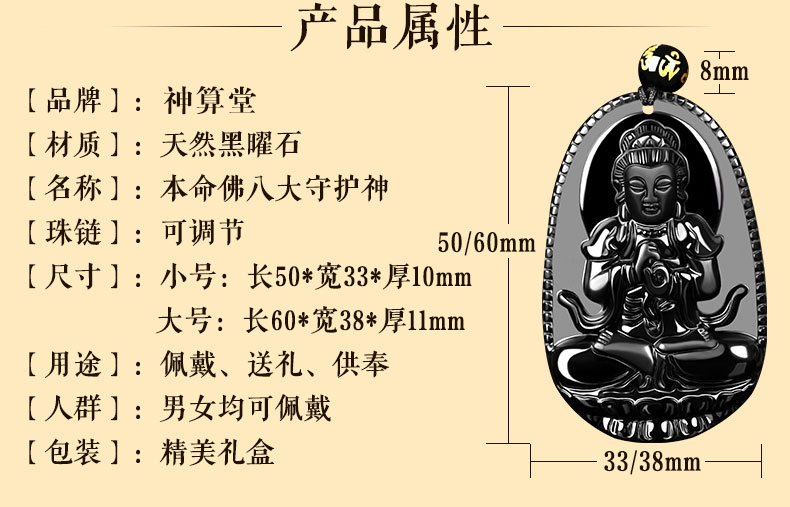 产品属性
【品牌】：神算堂
【材质】：天然黑曜石
【名称】：本命佛八大守护神
【珠链】：可调节
【尺寸】：小号：长50*宽33*厚10mm
大号：长60*宽38*厚11mm
【用途】：佩戴、送礼、供奉
【人群】：男女均可佩戴
【包装】：精美礼盒
8mm
50/60mm
33/38mm